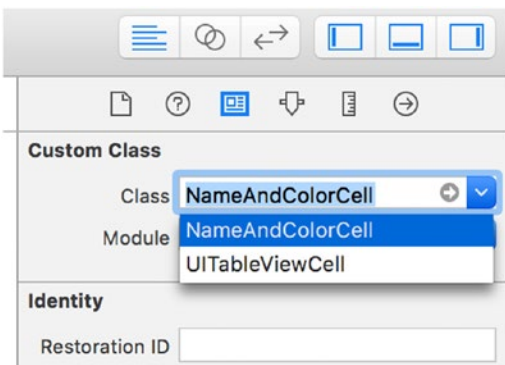 Custom Class
Class NameAndColorCell
Module NameAndColorCell
UITableViewCell
Identity
Restoration ID